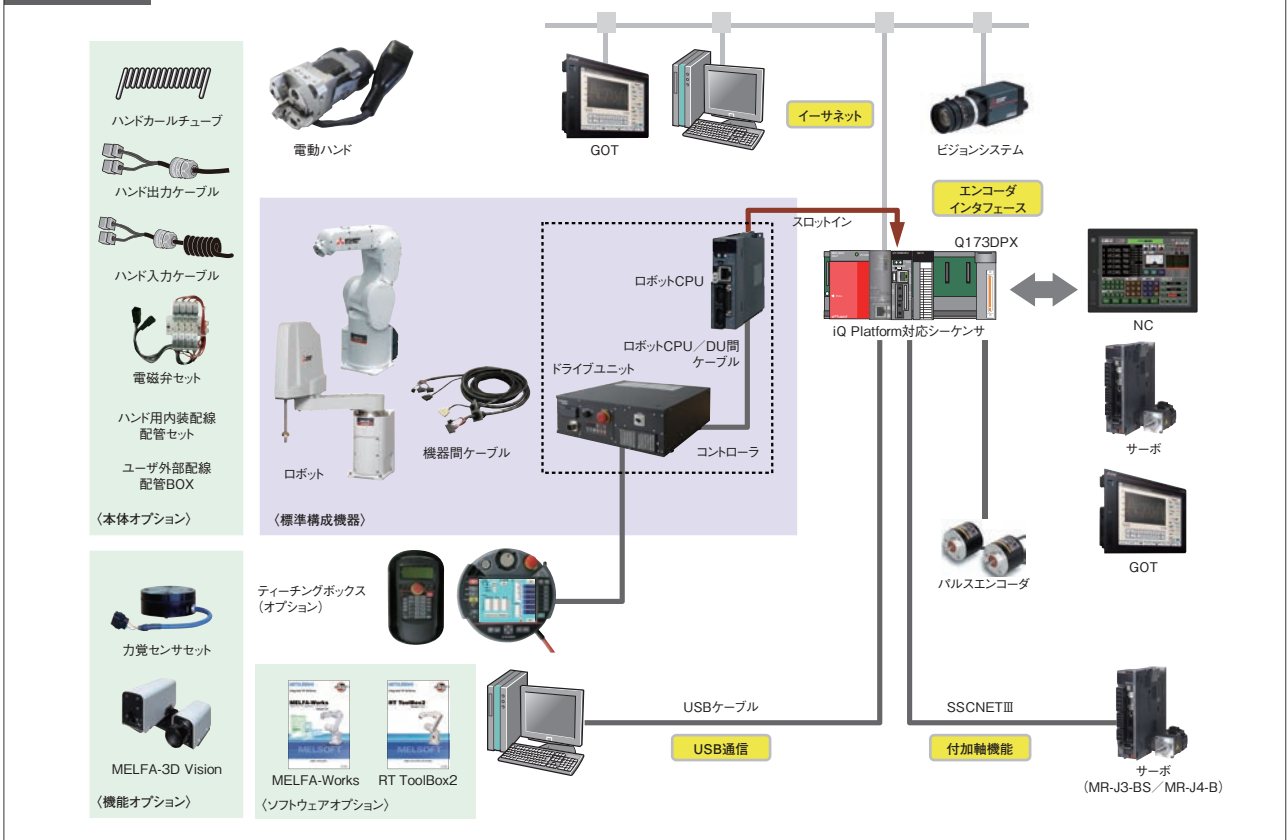 ハンドカールチューブ
ハンド出力ケーブル
ハンド入力ケーブル
電磁弁セット
ハンド用内装配線
配管セット
ユーザ外部配線
配管BOX
〈本体オプション〉
電動ハンド
GOT
イーサネット
ビジョンシステム
エンコーダ
インタフェース
スロットイン
Q173DPX
ロボットCPU
iQ Platform対応シーケンサ
NC
ロボットCPU／DU間
ケーブル
ドライブユニット
機器間ケーブル
コントローラ
ロボット
〈標準構成機器〉
サーボ
GOT
パルスエンコーダ
ティーチングボックス
（オプション）
力覚センサセット
MELFA-3D Vision
〈機能オプション〉
MELFA-Works
RT ToolBox2
MELSOFT
MELSOFT
MELFA-Works
RT ToolBox2
〈ソフトウェアオプション〉
USBケーブル
USB通信
SSCNETⅢ
付加軸機能
サーボ
（MR-J3-BS／MR-J4-B）